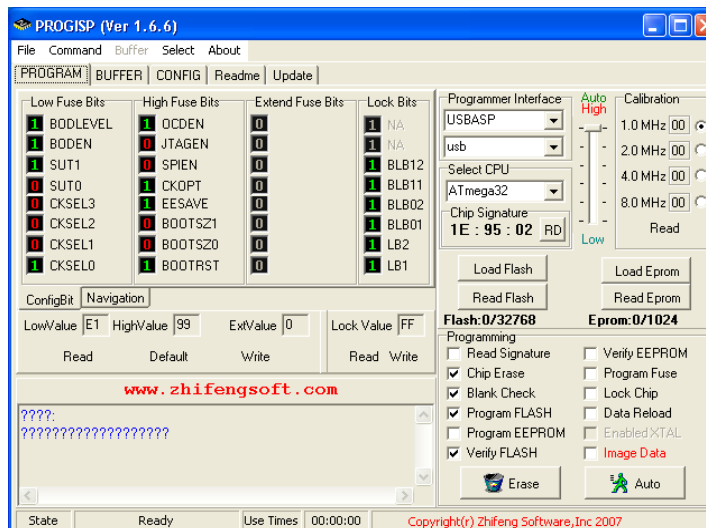 PROGISP (Ver 1.6.6)
File Command Buffer Select About
PROGRAM BUFFER CONFIG Readme Update
Low Fuse Bits
1 BODLEVEL
1 BODEN
1 SUT1
0 SUT0
0 CKSEL3
0 CKSEL2
0 CKSEL1
1 CKSEL0
High Fuse Bits
1 OCDEN
0 JTAGEN
0 SPIEN
1 CKOPT
1 EESAVE
0 BOOTSZ1
0 BOOTSZ0
1 BOOTRST
Extend Fuse Bits
0
0
0
0
0
0
0
0
Lock Bits
1 NA
1 NA
1 BLB12
1 BLB11
1 BLB02
1 BLB01
1 LB2
1 LB1
ConfigBit Navigation
LowValue E1 HighValue 99 ExtValue 0 Lock Value FF
Read Default Write Read Write
www.zhifengsoft.com
????:
???????????????????
Programmer Interface
USBASP
usb
Select CPU
ATmega32
Chip Signature
1E : 95 : 02 RD
Auto
High
Low
Calibration
1.0 MHz 00
2.0 MHz 00
4.0 MHz 00
8.0 MHz 00
Read
Load Flash Load Eprom
Read Flash Read Eprom
Flash:0/32768 Eprom:0/1024
Programming
Read Signature Verify EEPROM
Chip Erase Program Fuse
Blank Check Lock Chip
Program FLASH Data Reload
Program EEPROM Enabled XTAL
Verify FLASH Image Data
Erase Auto
State Ready Use Times 00:00:00 Copyright(r) Zhifeng Software,Inc 2007